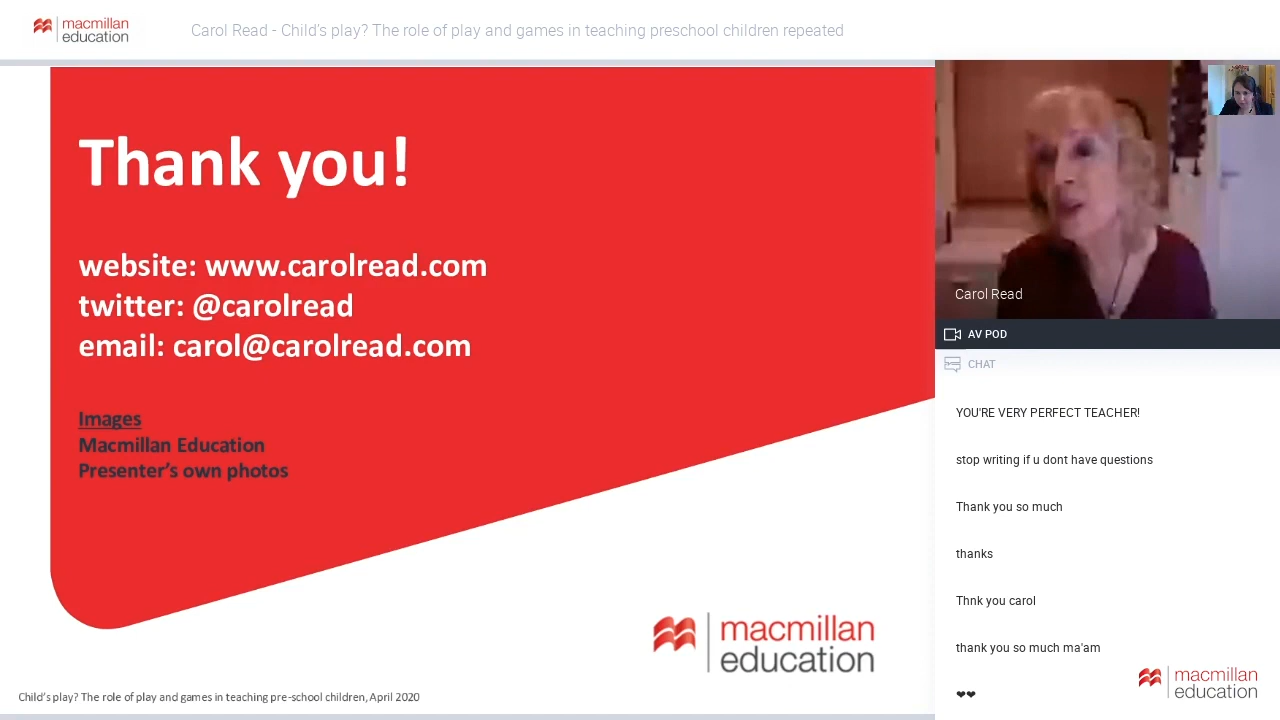 macmillan
education
Carol Read - Child's play? The role of play and games in teaching preschool children repeated
Thank you!
website: www.carolread.com
twitter: @carolread
email: carol@carolread.com
Images
Macmillan Education
Presenter's own photos
macmillan
education
Child's play? The role of play and games in teaching pre-school children, April 2020
Carol Read
AV POD
CHAT
YOU'RE VERY PERFECT TEACHER!
stop writing if u dont have questions
Thank you so much
thanks
Thnk you carol
thank you so much ma'am
❤❤
macmillan
education